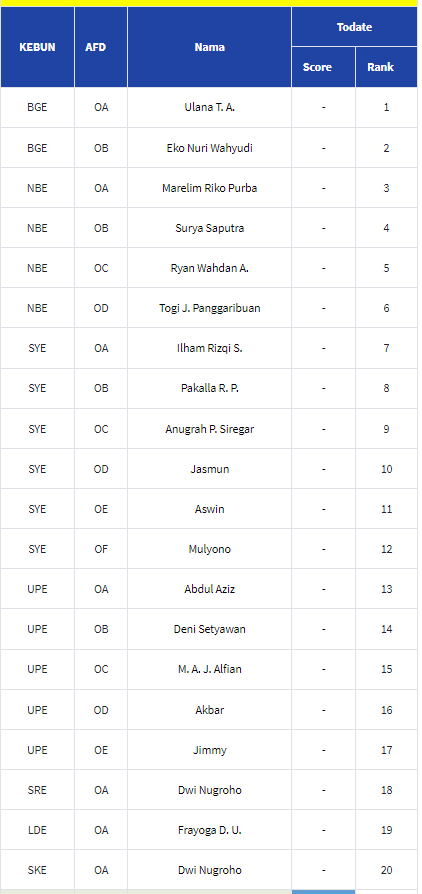 KEBUN AFD Nama Todate
Score Rank
BGE OA Ulana T. A. - 1
BGE OB Eko Nuri Wahyudi - 2
NBE OA Marelim Riko Purba - 3
NBE OB Surya Saputra - 4
NBE OC Ryan Wahdan A. - 5
NBE OD Togi J. Panggaribuan - 6
SYE OA Ilham Rizqi S. - 7
SYE OB Pakalla R. P. - 8
SYE OC Anugrah P. Siregar - 9
SYE OD Jasmun - 10
SYE OE Aswin - 11
SYE OF Mulyono - 12
UPE OA Abdul Aziz - 13
UPE OB Deni Setyawan - 14
UPE OC M. A. J. Alfian - 15
UPE OD Akbar - 16
UPE OE Jimmy - 17
SRE OA Dwi Nugroho - 18
LDE OA Frayoga D. U. - 19
SKE OA Dwi Nugroho - 20